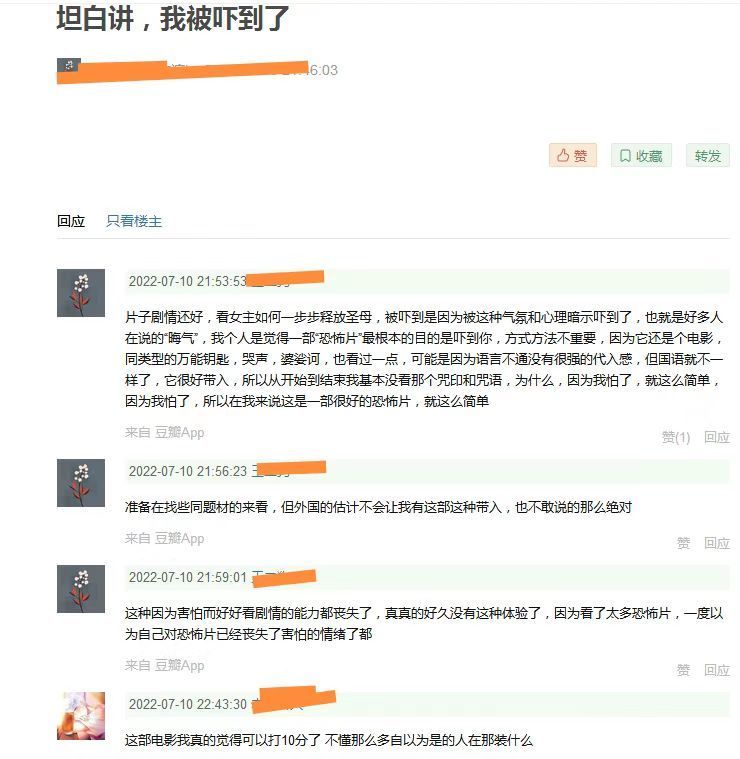 坦白讲，我被吓到了
46:03
赞
收藏
转发
回应 只看楼主
2022-07-10 21:53:53
片子剧情还好，看女主如何一步步释放圣母，被吓到是因为被这种气氛和心理暗示吓到了，也就是好多人
在说的“晦气”，我个人是觉得一部“恐怖片”最根本的目的是吓到你，方式方法不重要，因为它还是个电影，
同类型的万能钥匙，哭声，婆娑诃，也看过一点，可能是因为语言不通没有很强的代入感，但国语就不一
样了，它很好带入，所以从开始到结束我基本没看那个咒印和咒语，为什么，因为我怕了，就这么简单，
因为我怕了，所以在我来说这是一部很好的恐怖片，就这么简单
来自 豆瓣App
赞(1) 回应
2022-07-10 21:56:23
准备在找些同题材的来看，但外国的估计不会让我有这部这种带入，也不敢说的那么绝对
来自 豆瓣App
赞 回应
2022-07-10 21:59:01
这种因为害怕而好好看剧情的能力都丧失了，真真的好久没有这种体验了，因为看了太多恐怖片，一度以
为自己对恐怖片已经丧失了害怕的情绪了都
来自 豆瓣App
赞 回应
2022-07-10 22:43:30
这部电影我真的觉得可以打10分了 不懂那么多自以为是的人在那装什么